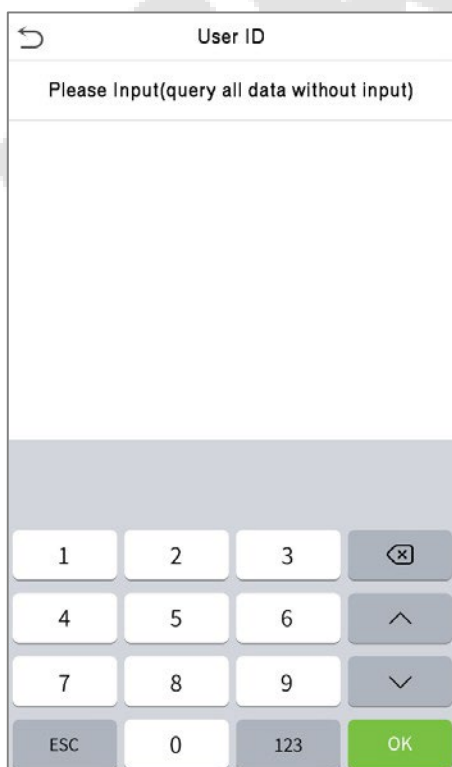 User ID
Please Input(query all data without input)
1 2 3
4 5 6
7 8 9
ESC 0 123 OK